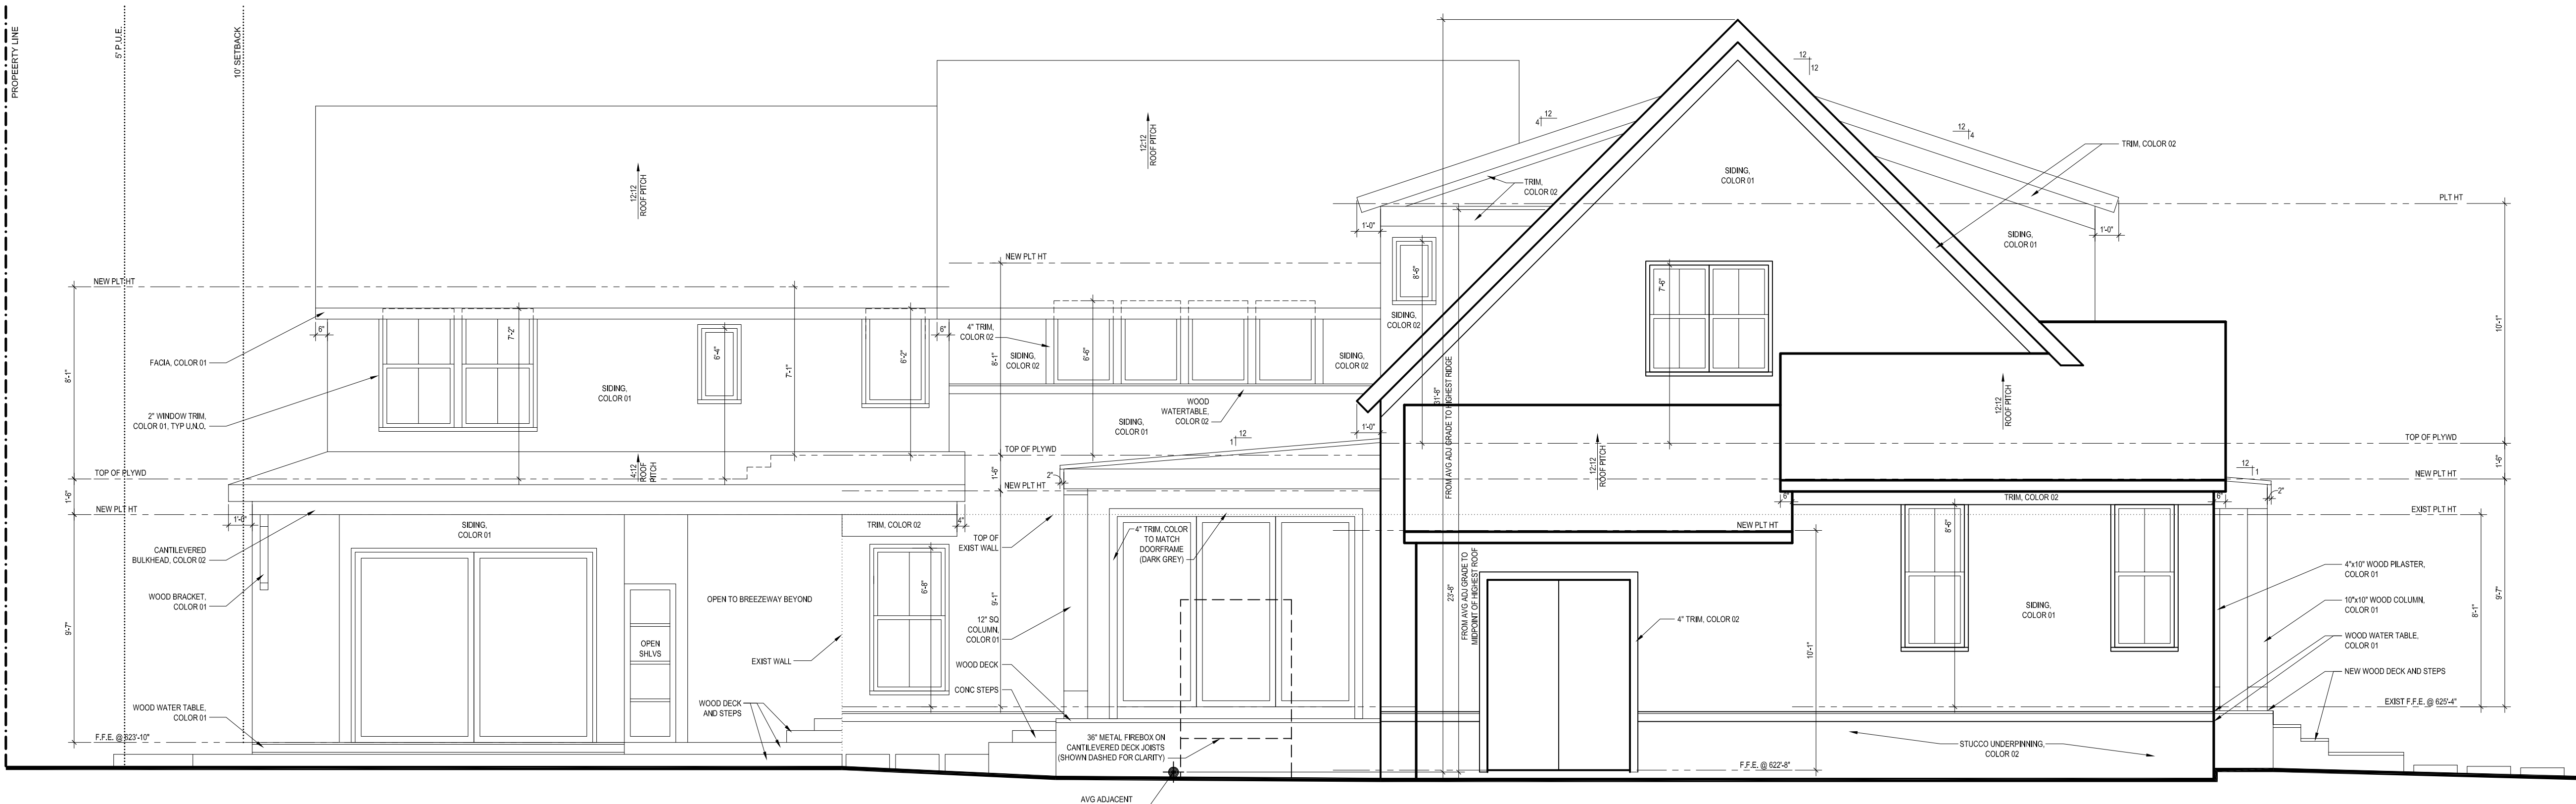 PROPEERTY LINE
5' P.U.E.
10' SETBACK
12:12
ROOF PITCH
12:12
ROOF PITCH
12
12
12
4
12
4
TRIM, COLOR 02
SIDING,
COLOR 01
TRIM,
COLOR 02
PLT HT
1'-0"
SIDING,
COLOR 01
1'-0"
NEW PLT HT
8'-6"
NEW PLT HT
7'-6"
SIDING,
COLOR 02
10'-1"
6"
7'-2"
6'-4"
6'-2"
6"
4" TRIM,
COLOR 02
SIDING,
COLOR 02
6'-6"
SIDING,
COLOR 02
FACIA, COLOR 01
8'-1"
7'-1"
8'-1"
SIDING,
COLOR 01
2" WINDOW TRIM,
COLOR 01, TYP U.N.O,
WOOD
WATERTABLE,
COLOR 02
SIDING,
COLOR 01
31'-6"
FROM AVG ADJ GRADE TO HIGHEST RIDGE
12:12
ROOF PITCH
1'-0"
12
1
TOP OF PLYWD
TOP OF PLYWD
12:12
ROOF PITCH
4:12
ROOF
PITCH
TOP OF PLYWD
1'-6"
2"
1'-6"
12
1
NEW PLT HT
1'-6"
NEW PLT HT
6"
TRIM, COLOR 02
6"
2"
NEW PLT HT
1'-6"
SIDING,
COLOR 01
TRIM, COLOR 02
4"
EXIST PLT HT
NEW PLT HT
8'-6"
4" TRIM, COLOR
TO MATCH
DOORFRAME
(DARK GREY)
TOP OF
EXIST WALL
CANTILEVERED
BULKHEAD, COLOR 02
23'-8"
FROM AVG ADJ GRADE TO
MIDPOINT OF HIGHEST ROOF
4"x10" WOOD PILASTER,
COLOR 01
6'-8"
WOOD BRACKET,
COLOR 01
OPEN TO BREEZEWAY BEYOND
9'-1"
10"x10" WOOD COLUMN,
COLOR 01
8'-1"
9'-7"
9'-7"
12" SQ
COLUMN,
COLOR 01
4" TRIM, COLOR 02
SIDING,
COLOR 01
OPEN
SHLVS
WOOD WATER TABLE,
COLOR 01
10'-1"
EXIST WALL
WOOD DECK
NEW WOOD DECK AND STEPS
CONC STEPS
WOOD DECK
AND STEPS
EXIST F.F.E. @ 625'-4"
WOOD WATER TABLE,
COLOR 01
F.F.E. @ 623'-10"
36" METAL FIREBOX ON
CANTILEVERED DECK JOISTS
(SHOWN DASHED FOR CLARITY)
STUCCO UNDERPINNING,
COLOR 02
F.F.E. @ 622'-8"
AVG ADJACENT